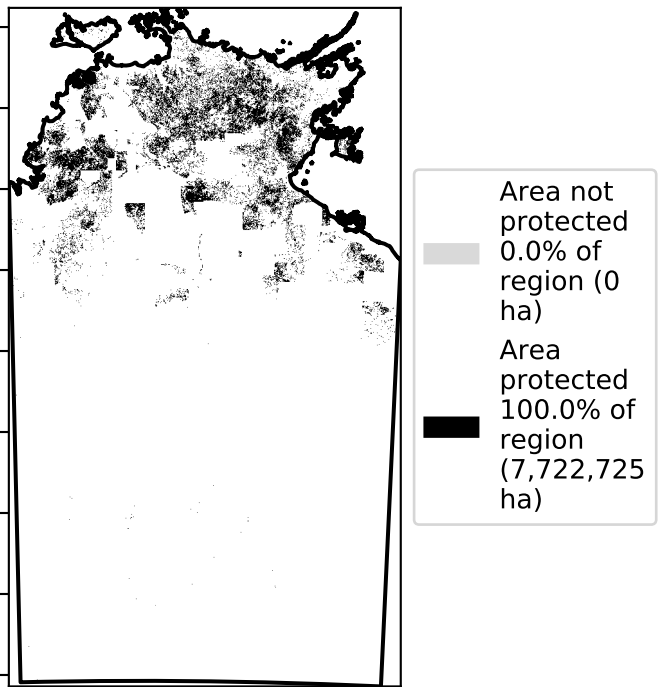 Area not
protected
0.0% of
region (0
ha)
Area
protected
100.0% of
region
(7,722,725
ha)